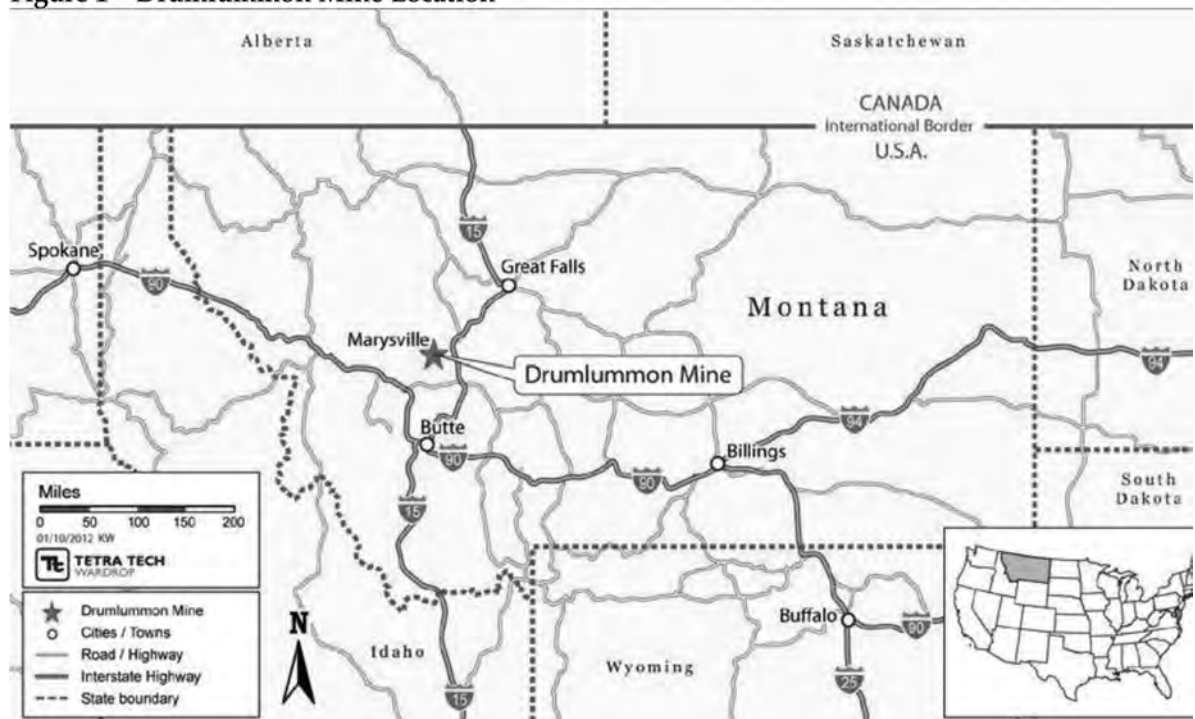 Figure 1 – Drumlummon Mine Location
Alberta
Saskatchewan
CANADA
International Border
U.S.A.
15
Spokane
90
Great Falls
North
Dakota
Montana
Marysville
Drumlummon Mine
94
Butte
94
90
Billings
90
15
South
Dakota
Miles
0 50 100 150 200
01/10/2012 KW
Tt TETRA TECH
WARDROP
Drumlummon Mine
Cities / Towns
Road / Highway
Interstate Highway
State boundary
N
Idaho
15
Wyoming
Buffalo
90
25